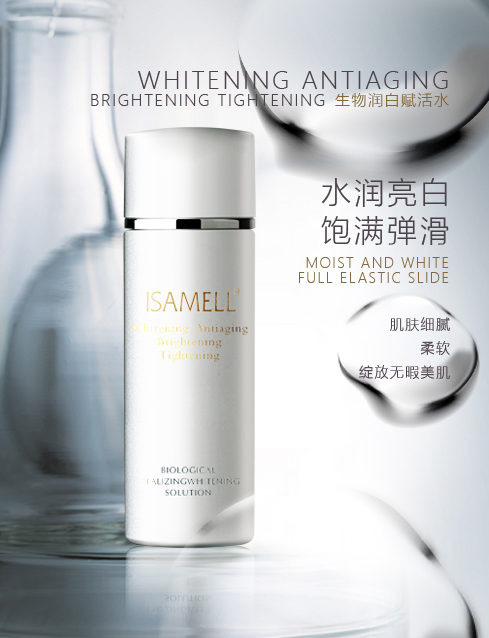 WHITENING ANTIAGING
BRIGHTENING TIGHTENING 生物润白赋活水
水润亮白
饱满弹滑
MOIST AND WHITE
FULL ELASTIC SLIDE
肌肤细腻
柔软
绽放无暇美肌
ISAMELL®
Whitening Antiaging
Brightening
Tightening
BIOLOGICAL
SOLUTION